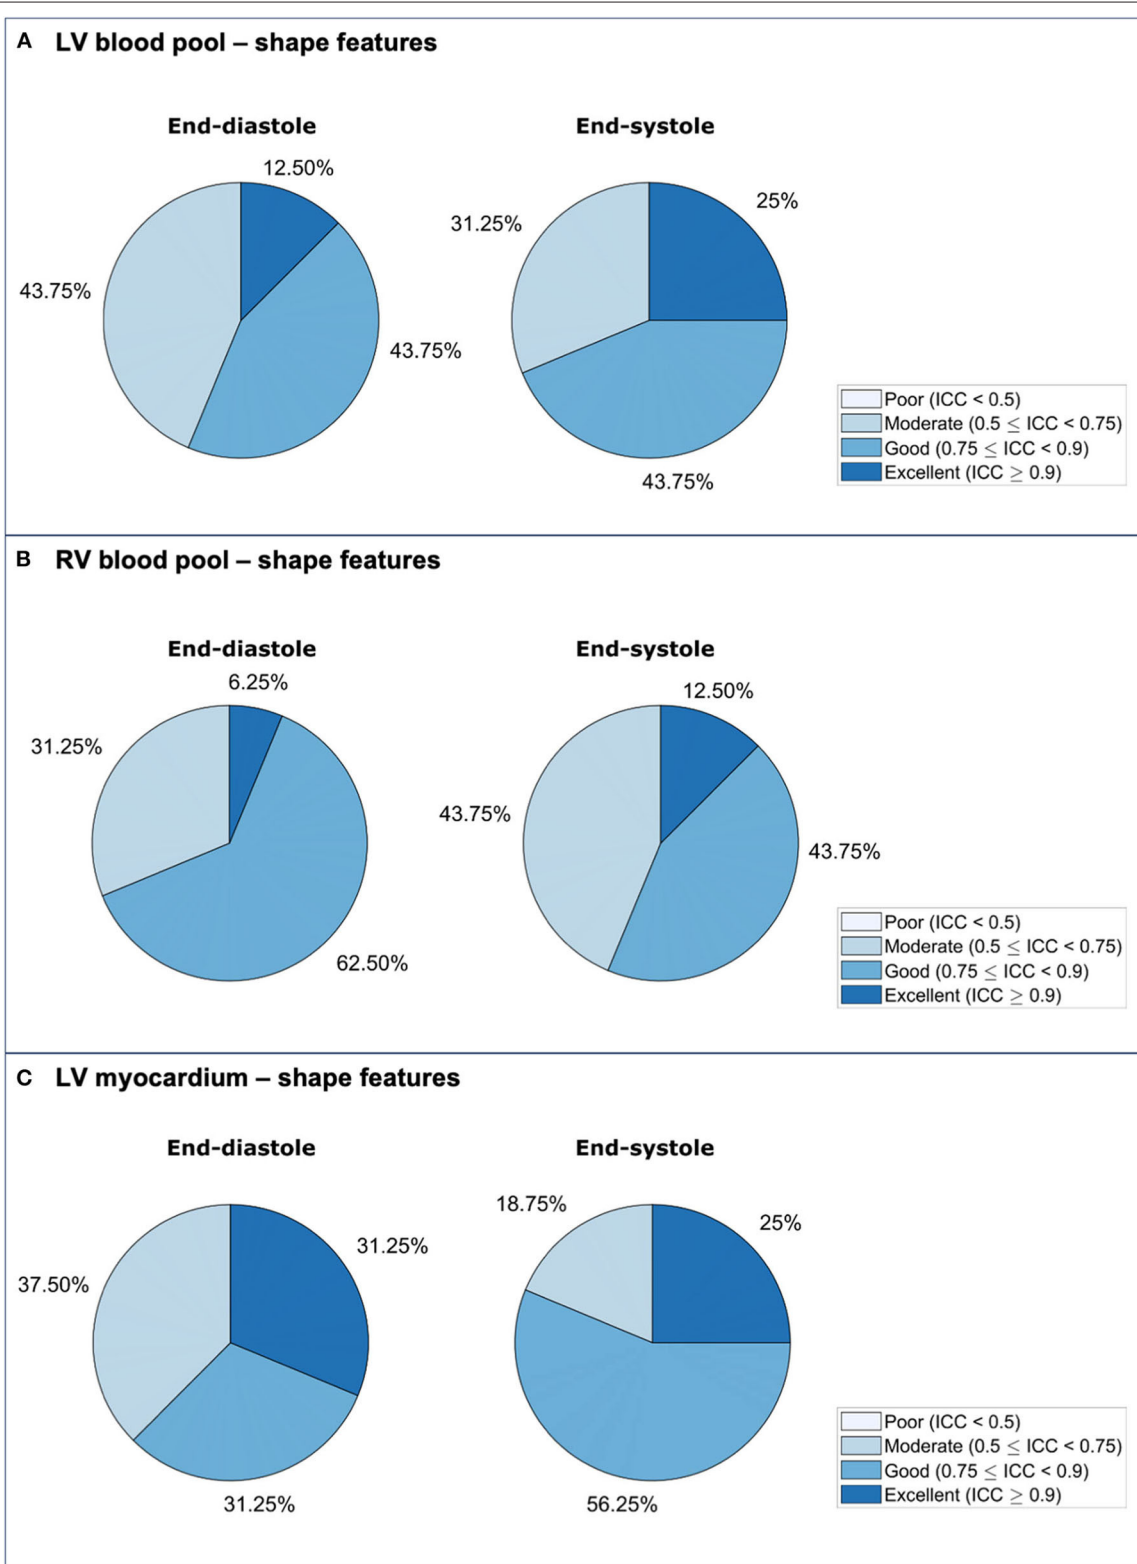 A LV blood pool – shape features
End-diastole
End-systole
12.50%
43.75%
43.75%
25%
31.25%
43.75%
Poor (ICC < 0.5)
Moderate (0.5 ≤ ICC < 0.75)
Good (0.75 ≤ ICC < 0.9)
Excellent (ICC ≥ 0.9)
B RV blood pool – shape features
End-diastole
End-systole
6.25%
31.25%
62.50%
12.50%
43.75%
43.75%
Poor (ICC < 0.5)
Moderate (0.5 ≤ ICC < 0.75)
Good (0.75 ≤ ICC < 0.9)
Excellent (ICC ≥ 0.9)
C LV myocardium – shape features
End-diastole
End-systole
31.25%
37.50%
31.25%
18.75%
25%
56.25%
Poor (ICC < 0.5)
Moderate (0.5 ≤ ICC < 0.75)
Good (0.75 ≤ ICC < 0.9)
Excellent (ICC ≥ 0.9)